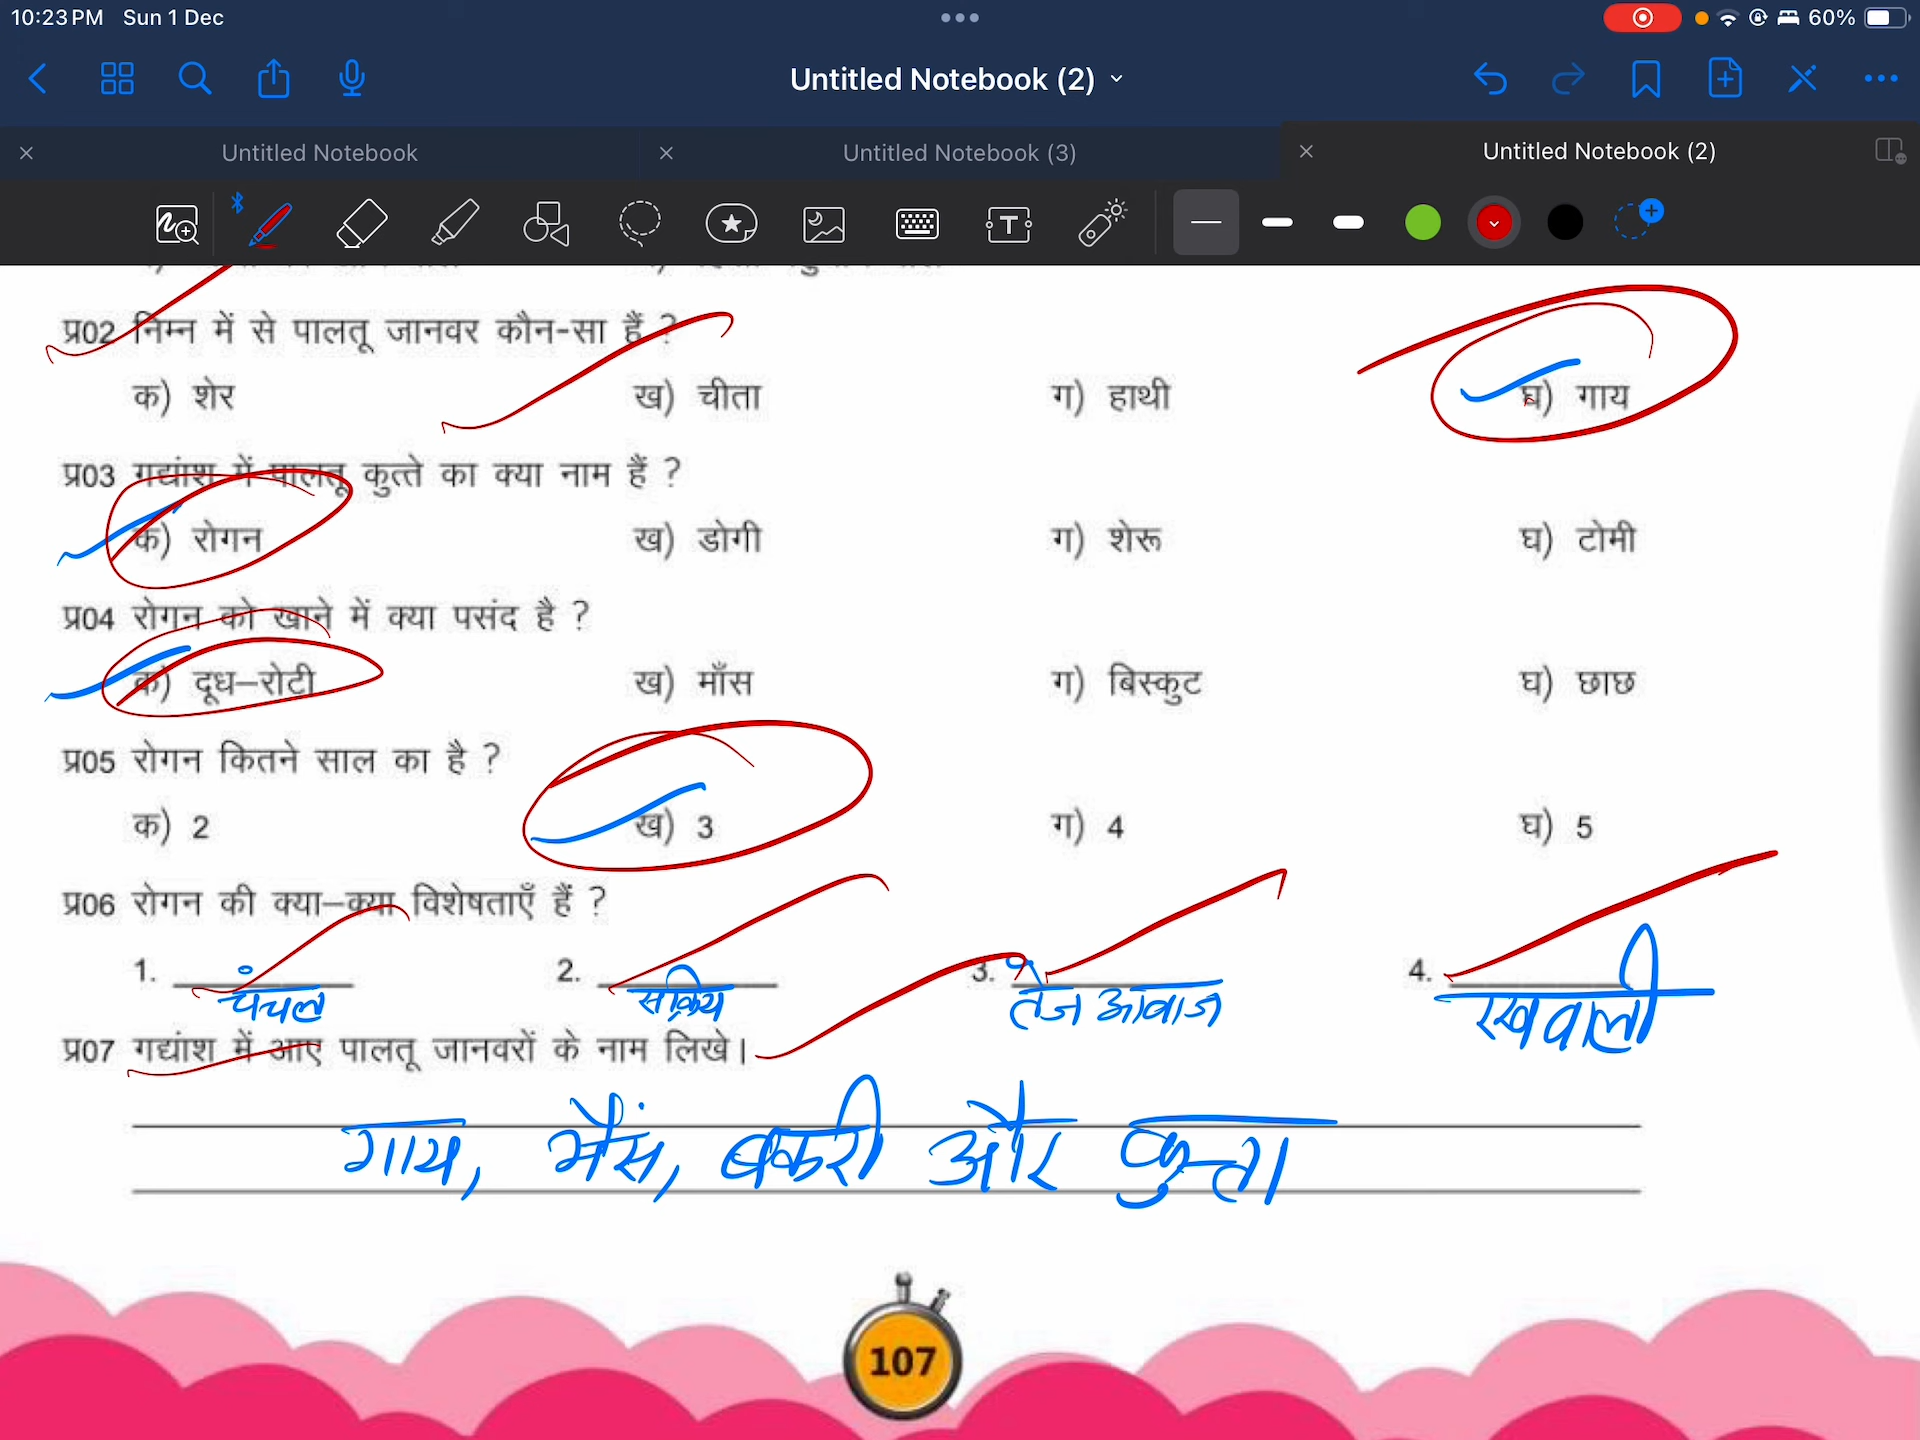 10:23 PM Sun 1 Dec 60%
Untitled Notebook (2)
Untitled Notebook Untitled Notebook (3) Untitled Notebook (2)
प्र02 निम्न में से पालतू जानवर कौन-सा हैं ?
क) शेर ख) चीता ग) हाथी घ) गाय
प्र03 गद्यांश में पालतू कुत्ते का क्या नाम हैं ?
क) रोगन ख) डोगी ग) शेरू घ) टोमी
प्र04 रोगन को खाने में क्या पसंद है ?
क) दूध–रोटी ख) माँस ग) बिस्कुट घ) छाछ
प्र05 रोगन कितने साल का है ?
क) 2 ख) 3 ग) 4 घ) 5
प्र06 रोगन की क्या–क्या विशेषताएँ हैं ?
1. चंचल 2. सक्रिय 3. तेज आवाज 4. रखवाली
प्र07 गद्यांश में आए पालतू जानवरों के नाम लिखे।
गाय, भैंस, बकरी और कुत्ता
107